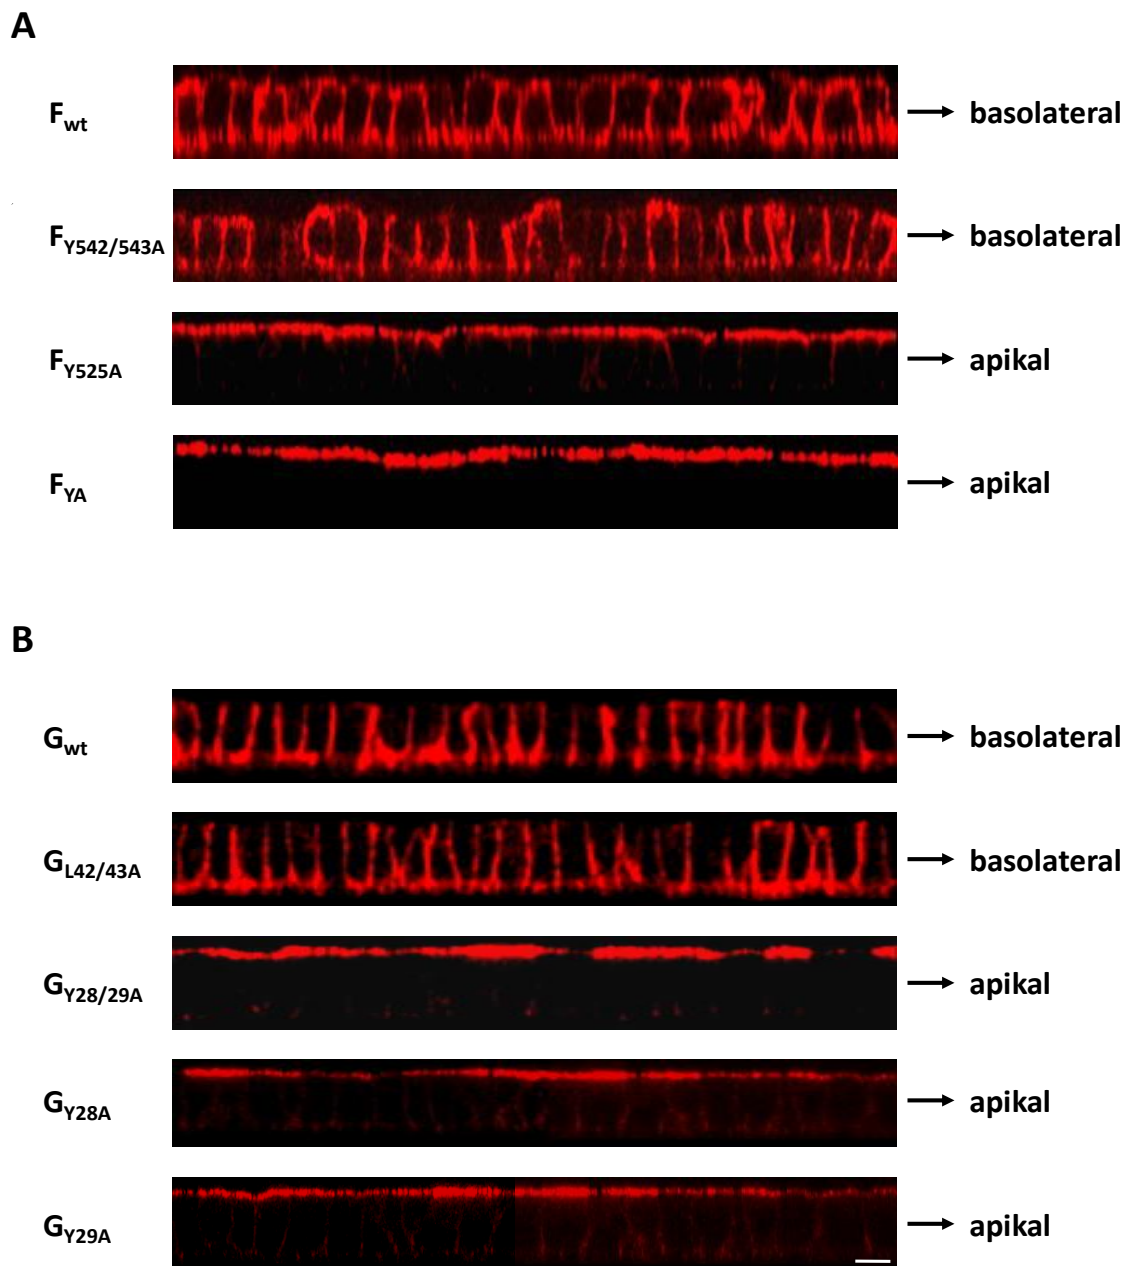 A
Fwt → basolateral
FY542/543A → basolateral
FY525A → apikal
FYA → apikal
B
Gwt → basolateral
GL42/43A → basolateral
GY28/29A → apikal
GY28A → apikal
GY29A → apikal